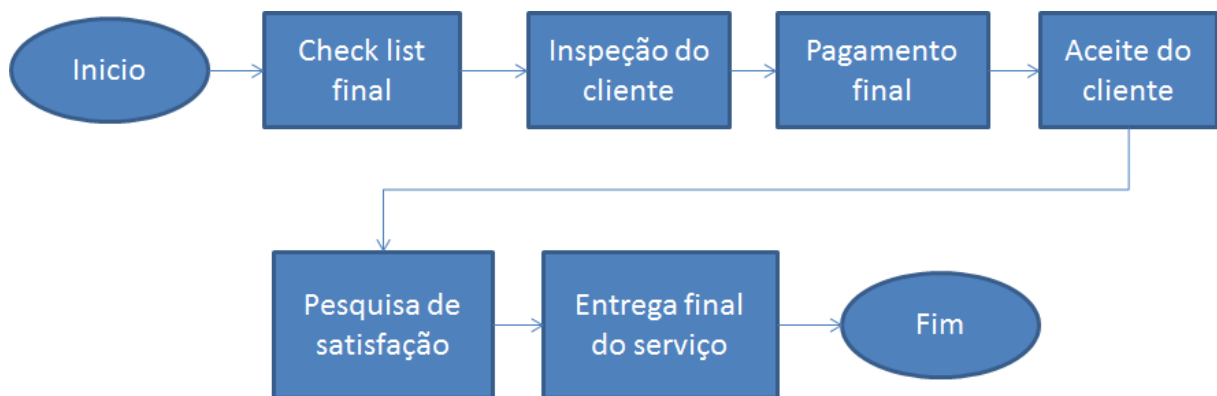 Inicio
Check list
final
Inspeção do
cliente
Pagamento
final
Aceite do
cliente
Pesquisa de
satisfação
Entrega final
do serviço
Fim